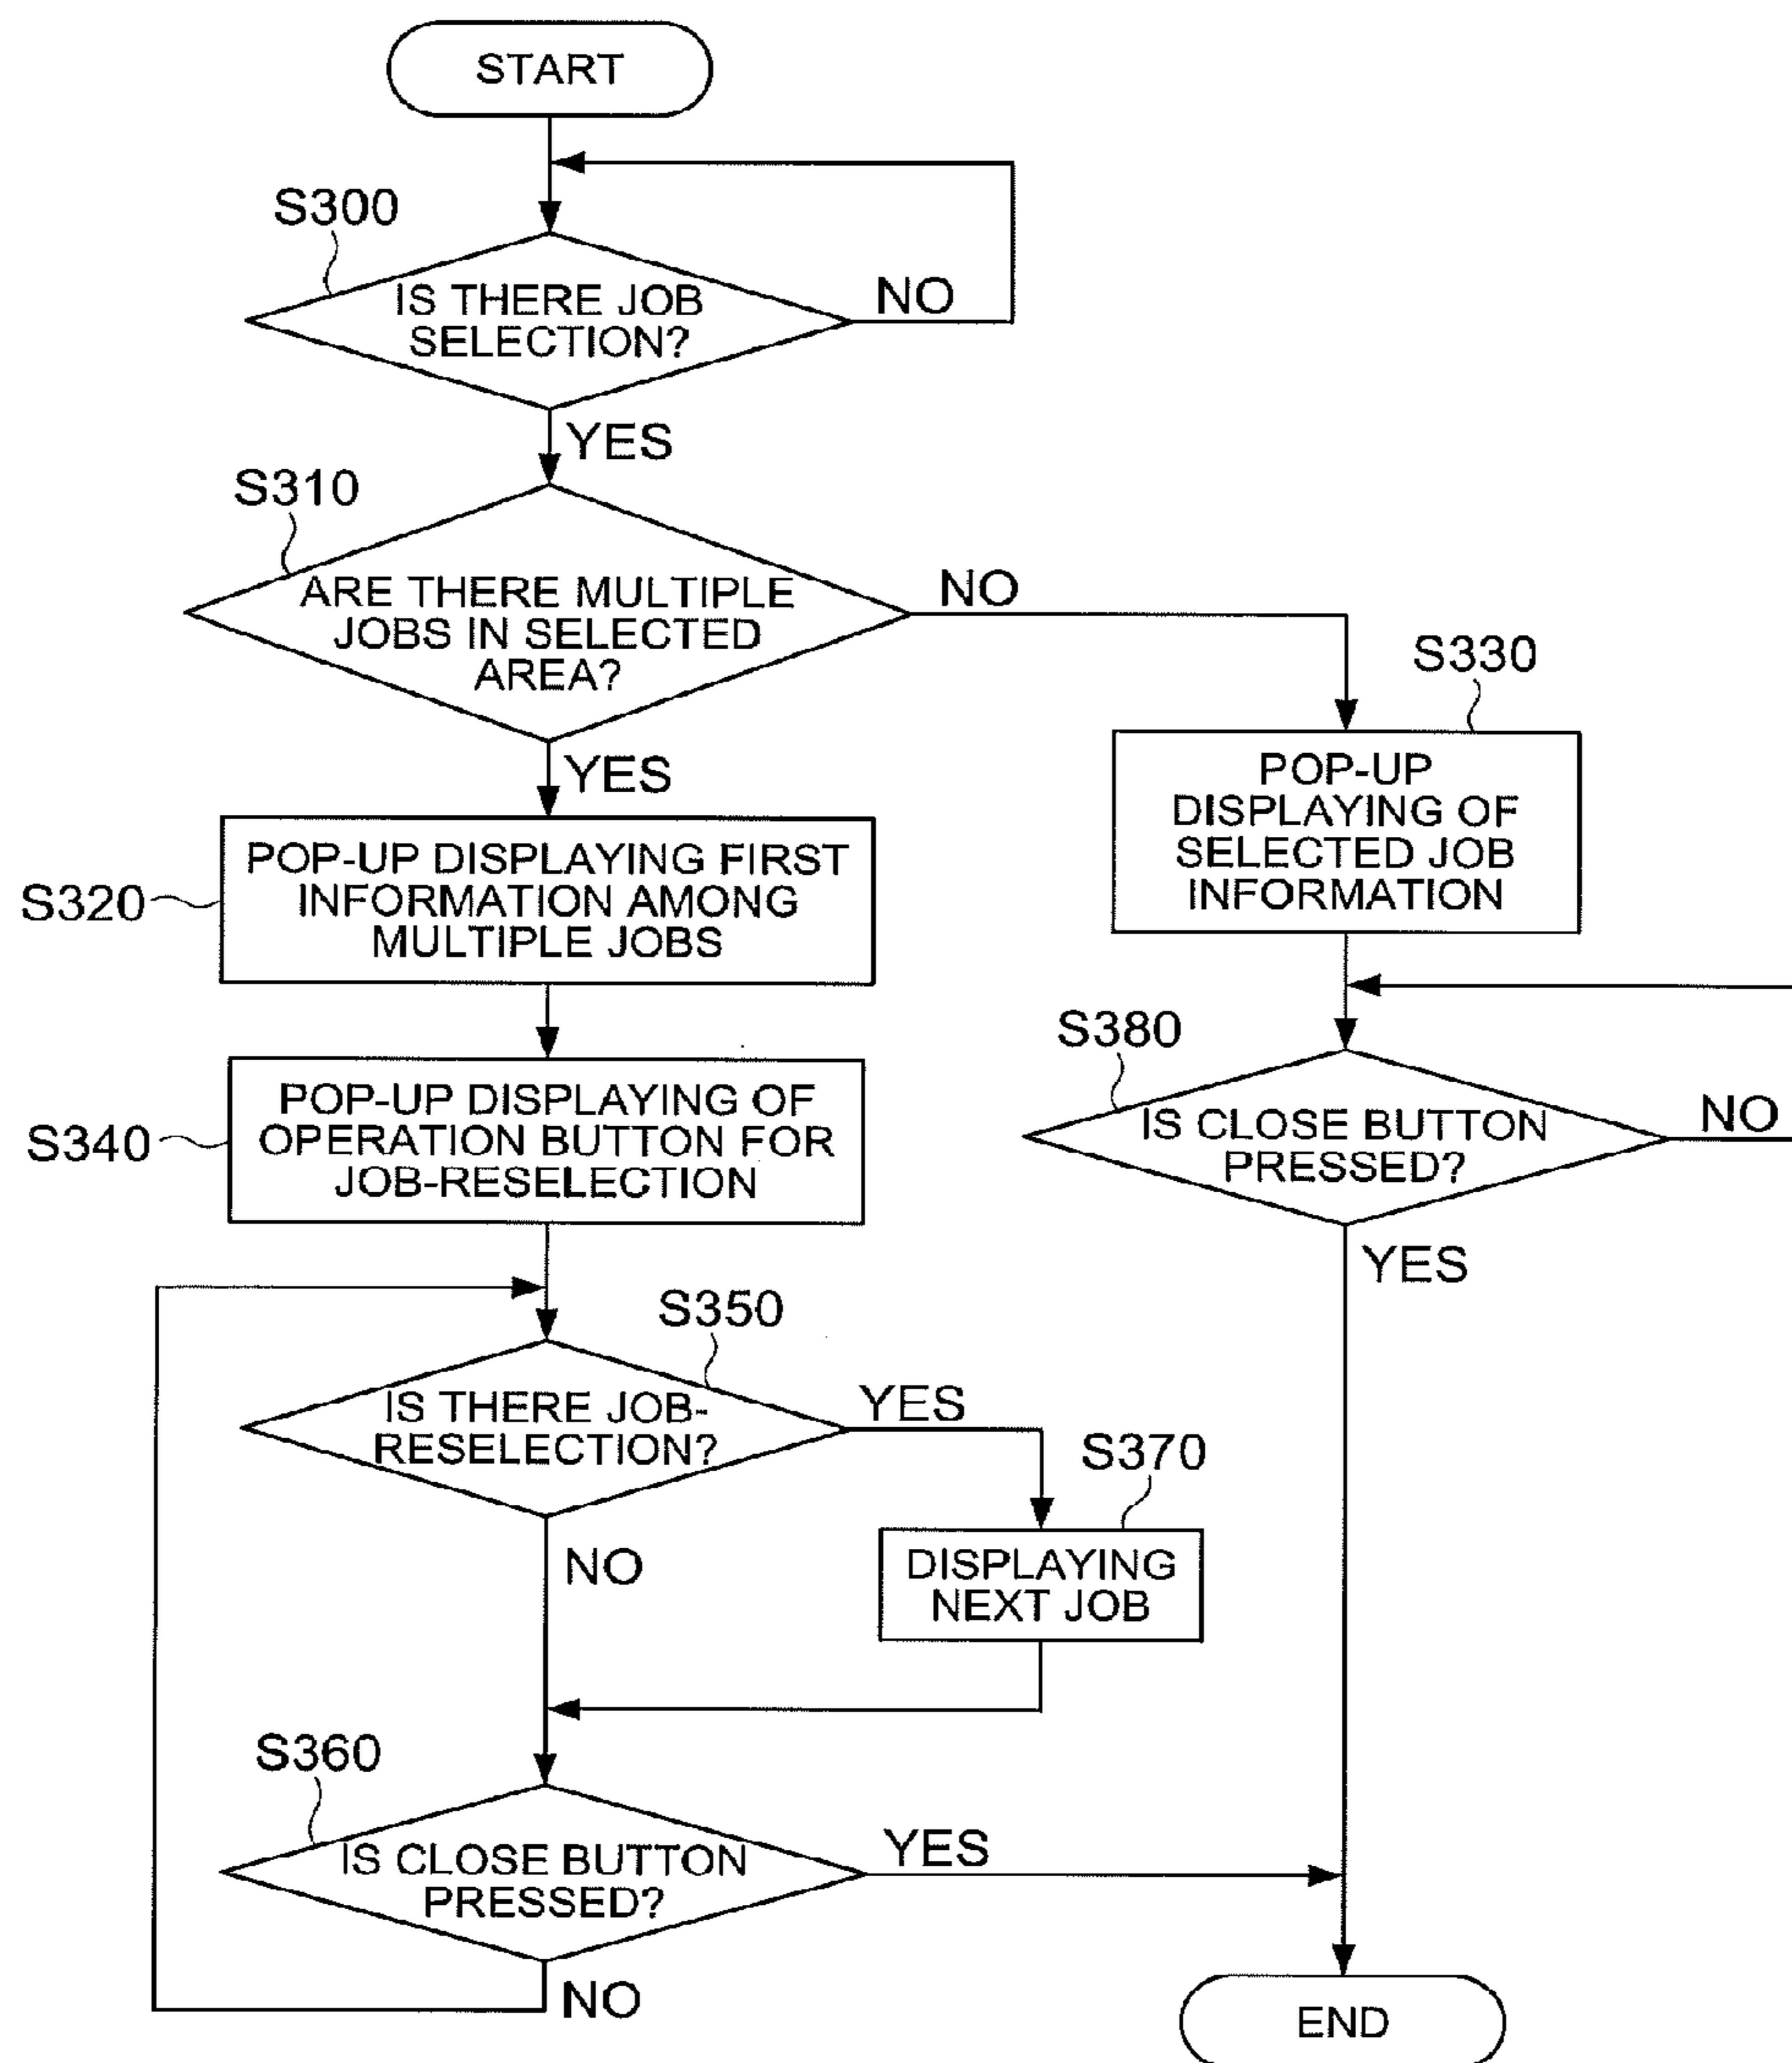 START
S300
IS THERE JOB
SELECTION?
NO
YES
S310
ARE THERE MULTIPLE
JOBS IN SELECTED
AREA?
NO
YES
S330
POP-UP
DISPLAYING OF
SELECTED JOB
INFORMATION
S320
POP-UP DISPLAYING FIRST
INFORMATION AMONG
MULTIPLE JOBS
S380
IS CLOSE BUTTON
PRESSED?
NO
YES
S340
POP-UP DISPLAYING OF
OPERATION BUTTON FOR
JOB-RESELECTION
S350
IS THERE JOB-
RESELECTION?
YES
NO
S370
DISPLAYING
NEXT JOB
S360
IS CLOSE BUTTON
PRESSED?
YES
NO
END